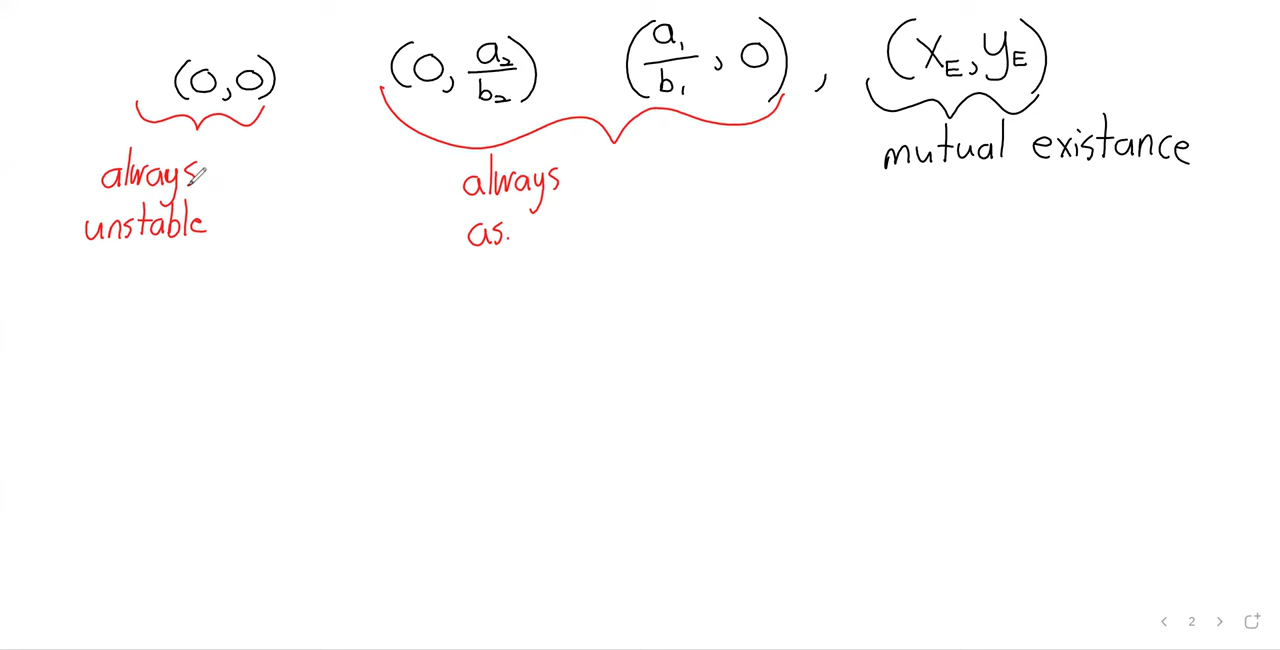 (0,0) (0, a₂/b₂) (a₁/b₁, 0), (x_E, y_E)
mutual existance
always always
unstable as.
2